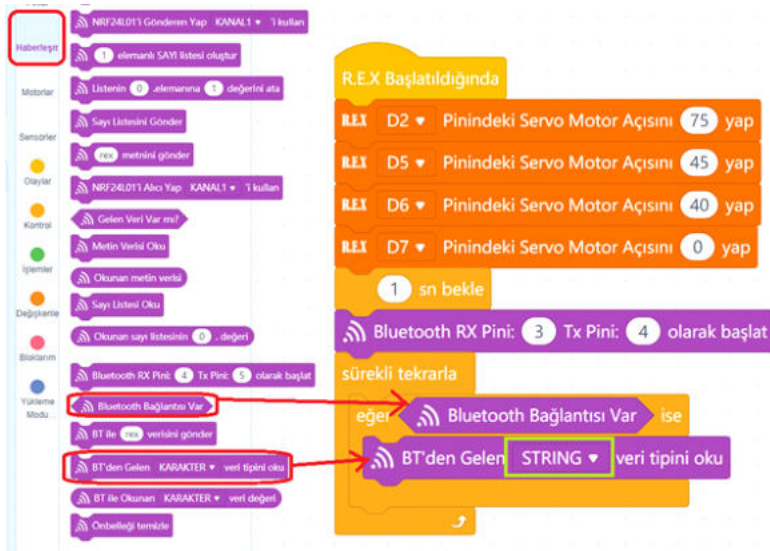 NRF24L01'i Gönderen Yap KANAL1 'i kullan
Haberleşm
1 elemanlı SAYI listesi oluştur
Motorlar
Listenin 0 .elemanına 1 değerini ata
Sayı Listesini Gönder
Sensörler
rex metnini gönder
Olaylar
NRF24L01'i Alıcı Yap KANAL1 'i kullan
Gelen Veri Var mı?
Kontrol
Metin Verisi Oku
İşlemler
Okunan metin verisi
Sayı Listesi Oku
Değişkenle
Okunan sayı listesinin 0 . değeri
Bloklarım
Bluetooth RX Pini: 4 Tx Pini: 5 olarak başlat
Yükleme
Modu...
Bluetooth Bağlantısı Var
BT ile rex verisini gönder
BT'den Gelen KARAKTER veri tipini oku
BT ile Okunan KARAKTER veri değeri
Önbelleği temizle
R.E.X Başlatıldığında
R.E.X D2 Pinindeki Servo Motor Açısını 75 yap
R.E.X D5 Pinindeki Servo Motor Açısını 45 yap
R.E.X D6 Pinindeki Servo Motor Açısını 40 yap
R.E.X D7 Pinindeki Servo Motor Açısını 0 yap
1 sn bekle
Bluetooth RX Pini: 3 Tx Pini: 4 olarak başlat
sürekli tekrarla
eğer Bluetooth Bağlantısı Var ise
BT'den Gelen STRING veri tipini oku